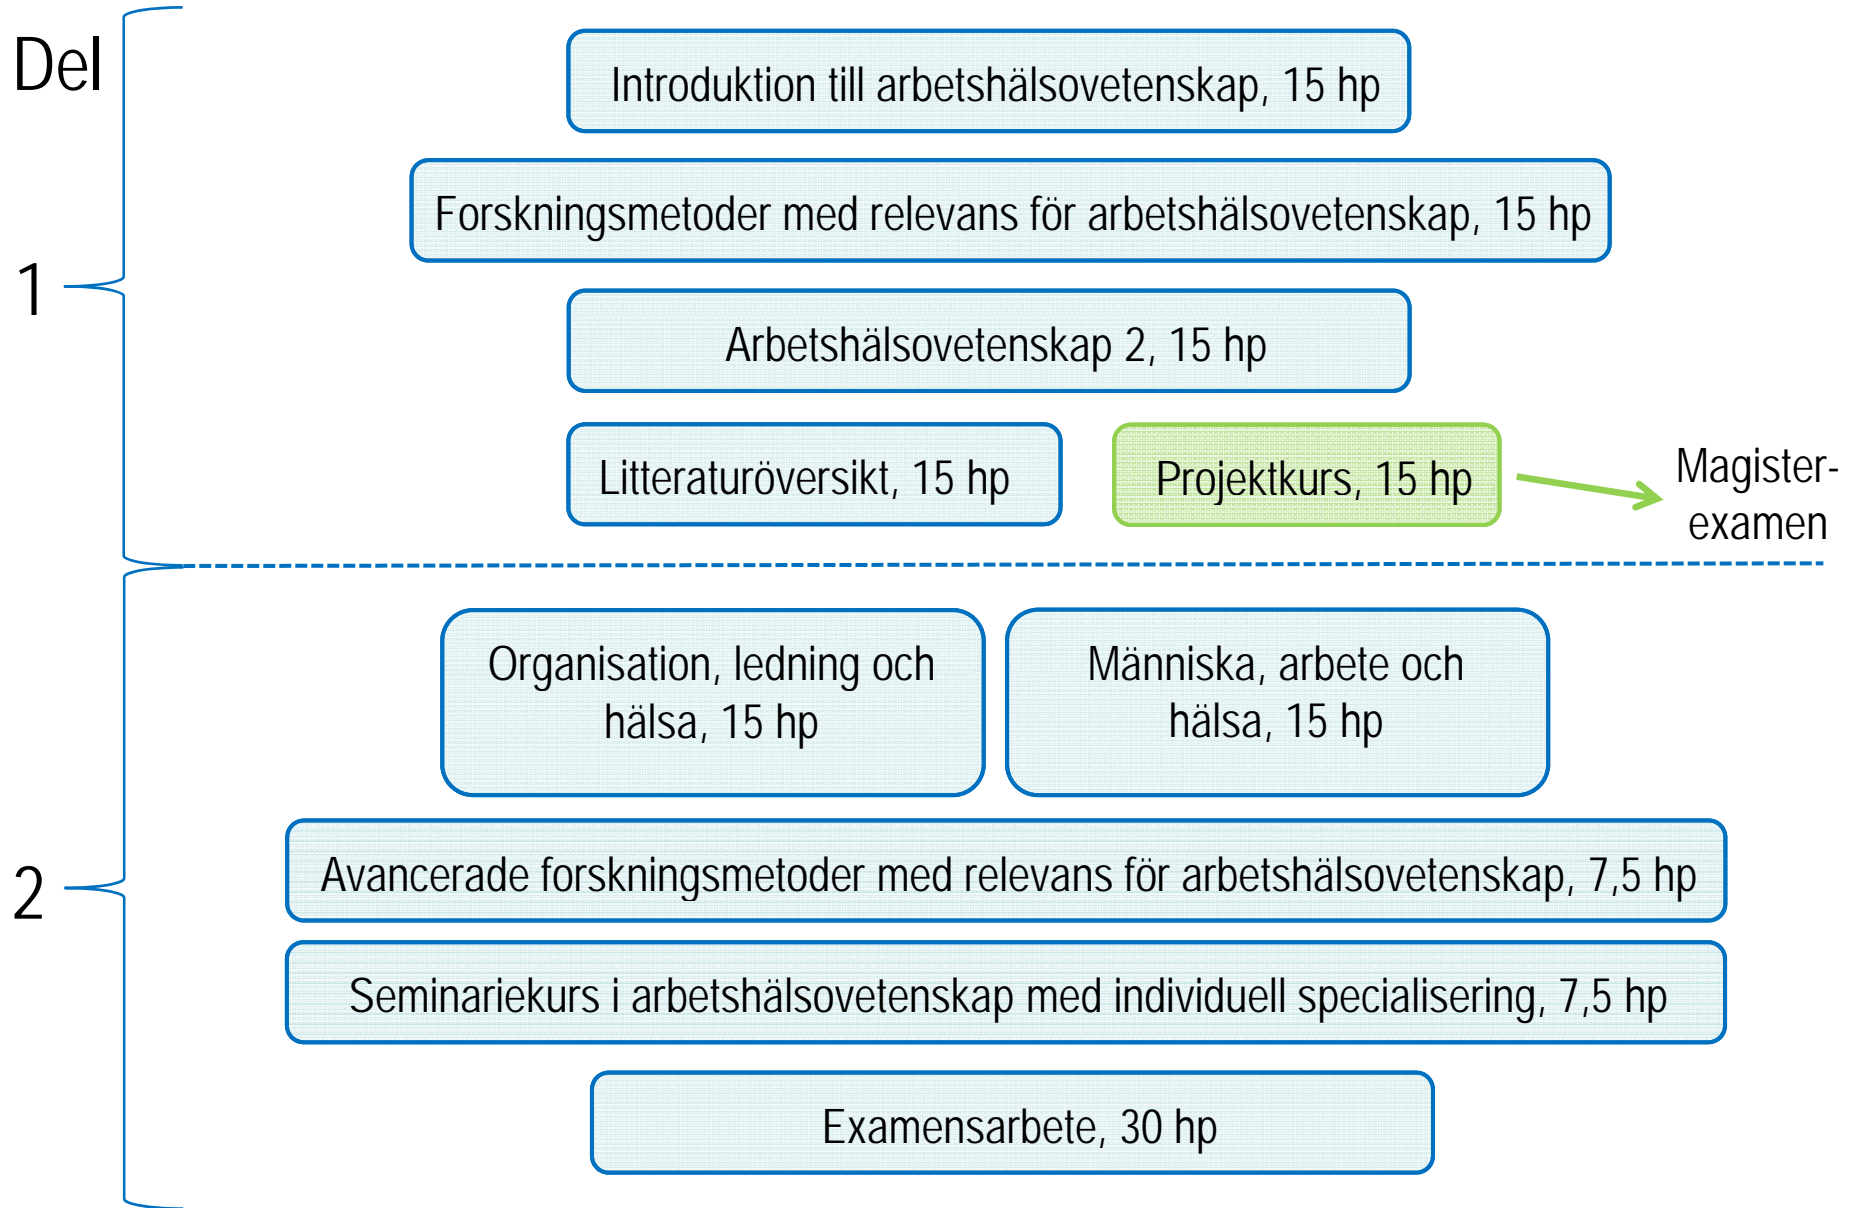 Del
Introduktion till arbetshälsovetenskap, 15 hp
Forskningsmetoder med relevans för arbetshälsovetenskap, 15 hp
1
Arbetshälsovetenskap 2, 15 hp
Litteraturöversikt, 15 hp
Projektkurs, 15 hp
Magister-
examen
Organisation, ledning och
hälsa, 15 hp
Människa, arbete och
hälsa, 15 hp
2
Avancerade forskningsmetoder med relevans för arbetshälsovetenskap, 7,5 hp
Seminariekurs i arbetshälsovetenskap med individuell specialisering, 7,5 hp
Examensarbete, 30 hp